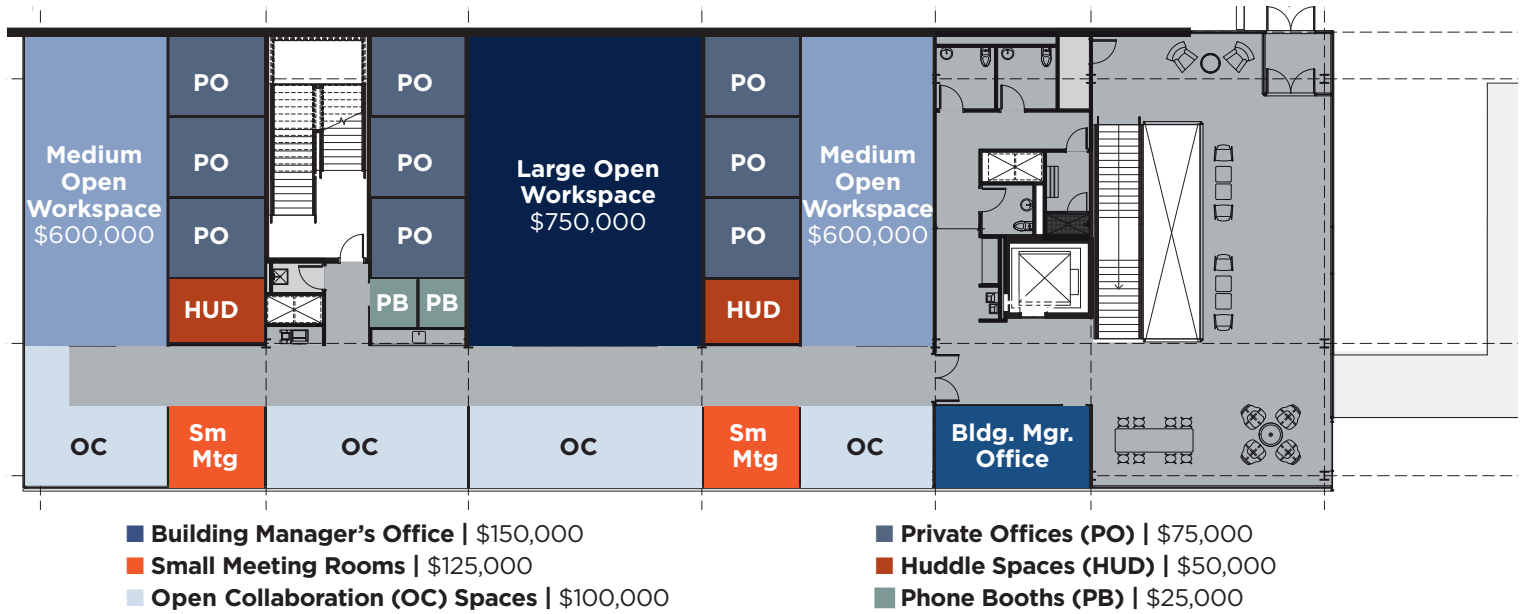 PO
PO
PO
Medium
Open
Workspace
$600,000
PO
PO
Large Open
Workspace
$750,000
PO
Medium
Open
Workspace
$600,000
PO
PO
PO
HUD
PB
PB
HUD
OC
Sm
Mtg
OC
OC
Sm
Mtg
OC
Bldg. Mgr.
Office
Building Manager’s Office | $150,000
Small Meeting Rooms | $125,000
Open Collaboration (OC) Spaces | $100,000
Private Offices (PO) | $75,000
Huddle Spaces (HUD) | $50,000
Phone Booths (PB) | $25,000